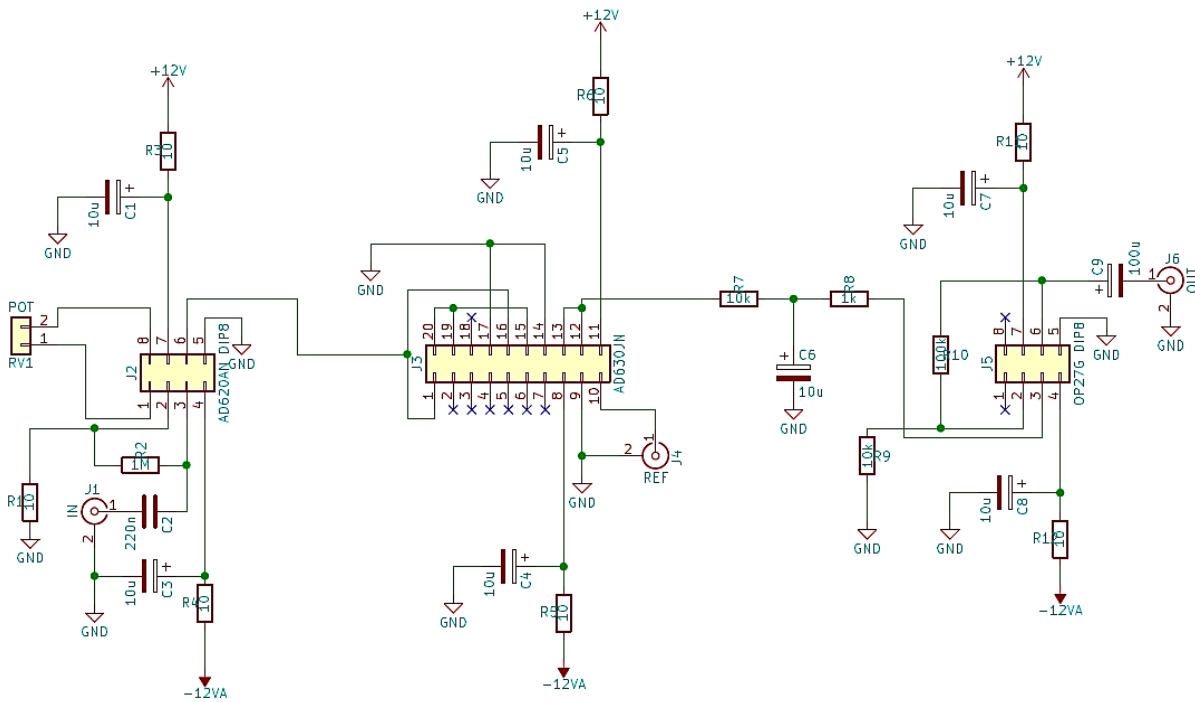 +12V
R3
10
10u
C1
GND
POT
2
1
RV1
8
7
6
5
J2
AD620AN DIP8
GND
1
2
3
4
R2
1M
R1
10
GND
J1
IN
1
2
220n
C2
10u
C3
GND
R4
10
-12VA
+12V
R6
10
10u
C5
GND
GND
20
19
18
17
16
15
14
13
12
11
J3
AD630JN
1
2
3
4
5
6
7
8
9
10
2
1
J4
REF
GND
10u
C4
GND
R5
10
-12VA
R7
10k
R8
1k
C6
10u
GND
+12V
10
10u
C7
GND
C9
100u
J6
1
OUT
2
GND
100k
R10
8
7
6
5
J5
OP27G DIP8
GND
1
2
3
4
10k
R9
GND
10u
C8
GND
10
-12VA